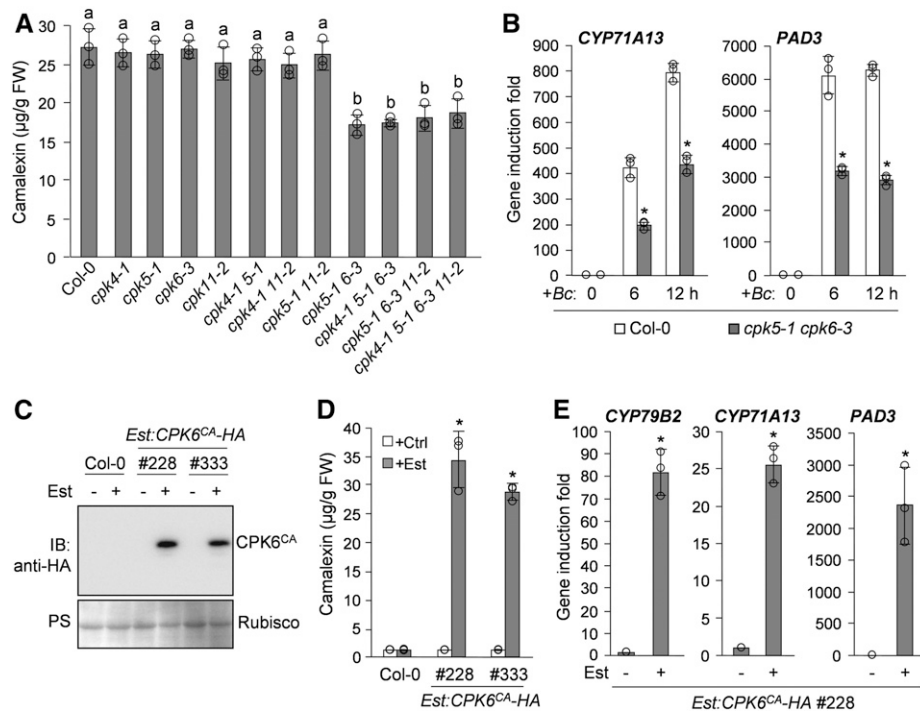 A
Camalexin (µg/g FW)
30
25
20
15
10
5
0
a a a a a a a a b b b b
Col-0
cpk4-1
cpk5-1
cpk6-3
cpk11-2
cpk4-1 5-1
cpk4-1 11-2
cpk5-1 11-2
cpk5-1 6-3
cpk4-1 5-1 6-3
cpk5-1 6-3 11-2
cpk4-1 5-1 6-3 11-2
B
CYP71A13
PAD3
Gene induction fold
900
800
700
600
500
400
300
200
100
0
* *
7000
6000
5000
4000
3000
2000
1000
0
* *
+Bc: 0 6 12 h
+Bc: 0 6 12 h
Col-0 cpk5-1 cpk6-3
C
Est:CPK6CA-HA
Col-0 #228 #333
Est - + - + - +
IB:
anti-HA
CPK6CA
PS
Rubisco
D
+Ctrl
+Est
Camalexin (µg/g FW)
40
35
30
25
20
15
10
5
0
* *
Col-0 #228 #333
Est:CPK6CA-HA
E
CYP79B2 CYP71A13 PAD3
Gene induction fold
100
90
80
70
60
50
40
30
20
10
0
*
30
25
20
15
10
5
0
*
3500
3000
2500
2000
1500
1000
500
0
*
Est - + - + - +
Est:CPK6CA-HA #228